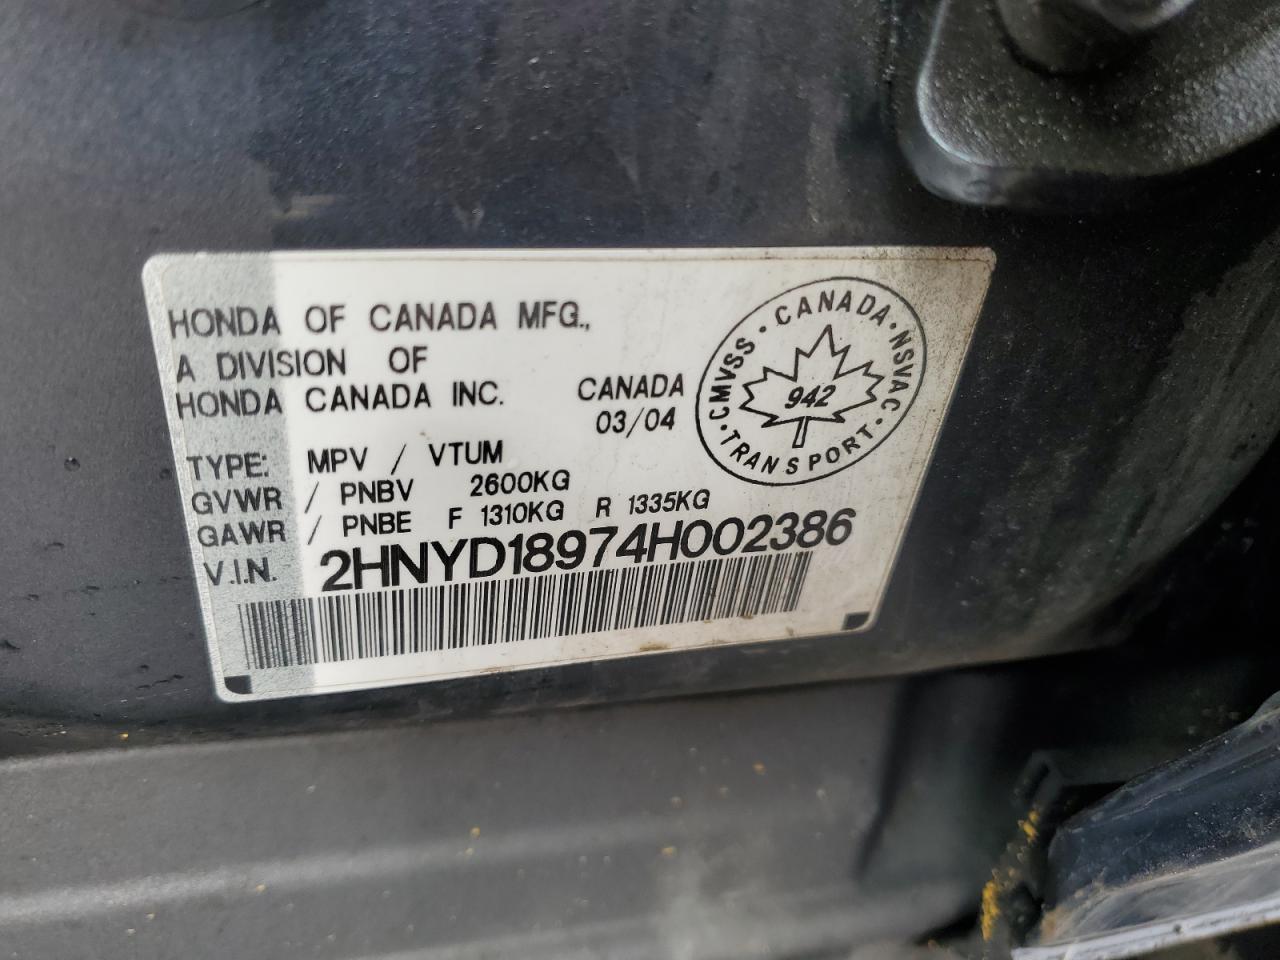 HONDA OF CANADA MFG.,
A DIVISION OF
HONDA CANADA INC.
CANADA
03/04
CMVSS · CANADA · NSVAC · TRANSPORT ·
942
TYPE: MPV / VTUM
GVWR / PNBV 2600KG
GAWR / PNBE F 1310KG R 1335KG
V.I.N. 2HNYD18974H002386